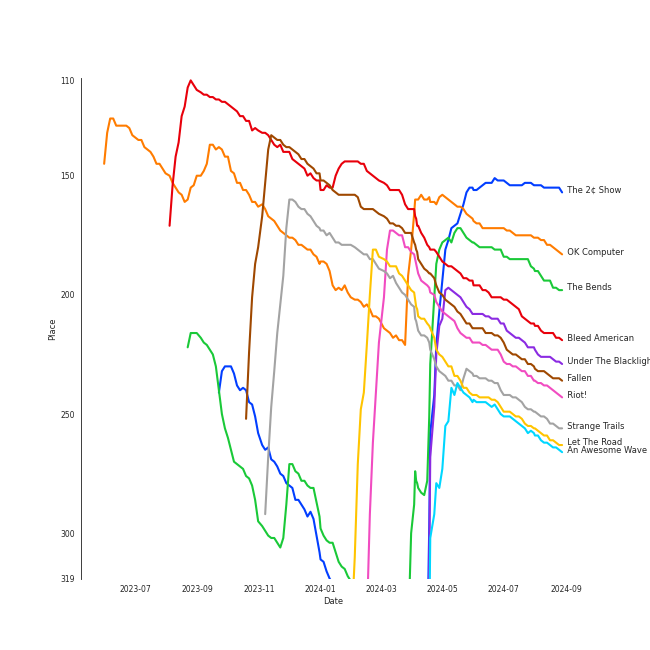 110
150
200
250
300
319
Place
2023-07
2023-09
2023-11
2024-01
2024-03
2024-05
2024-07
2024-09
Date
The 2¢ Show
OK Computer
The Bends
Bleed American
Under The Blackligh
Fallen
Riot!
Strange Trails
Let The Road
An Awesome Wave